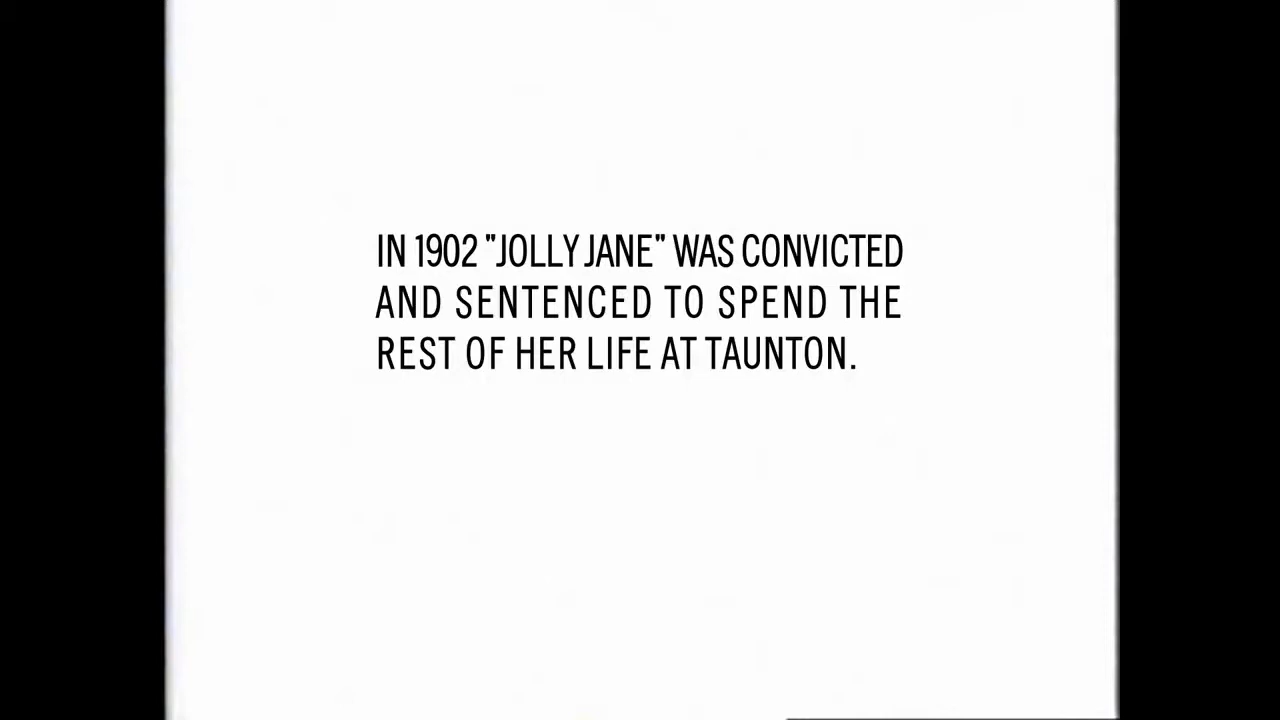 IN 1902 "JOLLY JANE" WAS CONVICTED
AND SENTENCED TO SPEND THE
REST OF HER LIFE AT TAUNTON.